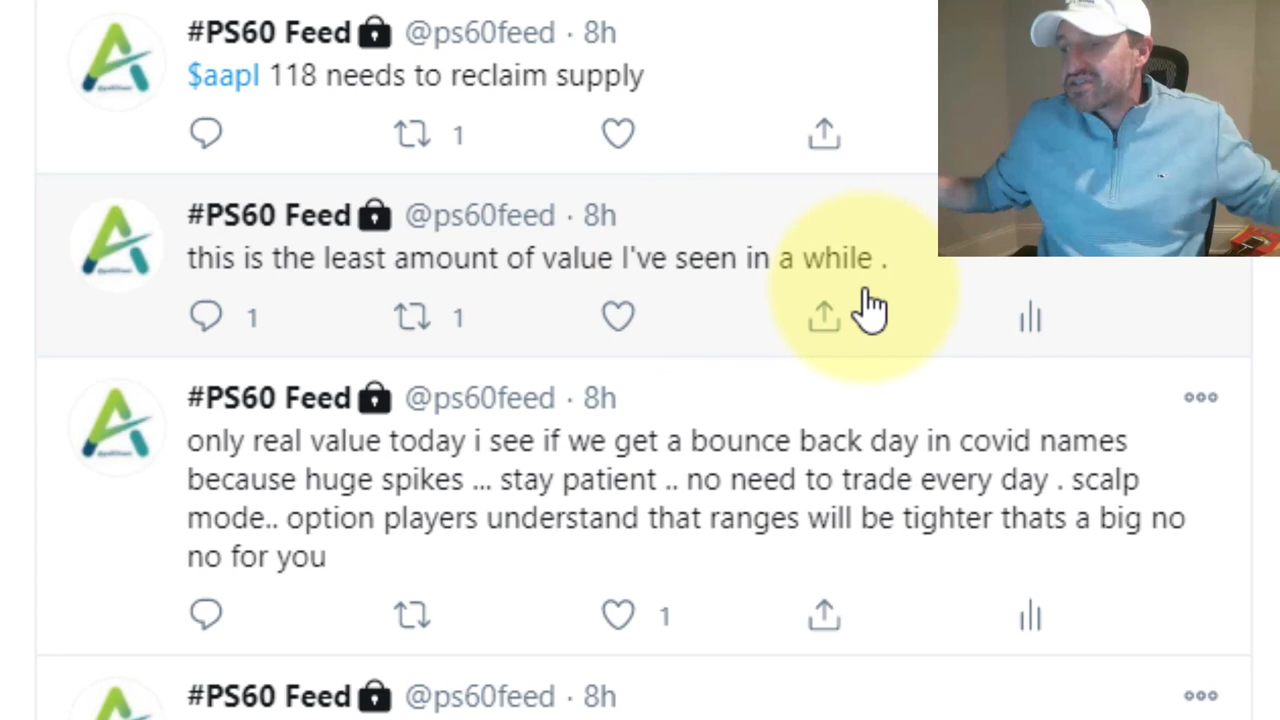 #PS60 Feed @ps60feed · 8h
$aapl 118 needs to reclaim supply
1
#PS60 Feed @ps60feed · 8h
this is the least amount of value I've seen in a while .
1 1
#PS60 Feed @ps60feed · 8h
only real value today i see if we get a bounce back day in covid names
because huge spikes ... stay patient .. no need to trade every day . scalp
mode.. option players understand that ranges will be tighter thats a big no
no for you
1
#PS60 Feed @ps60feed · 8h